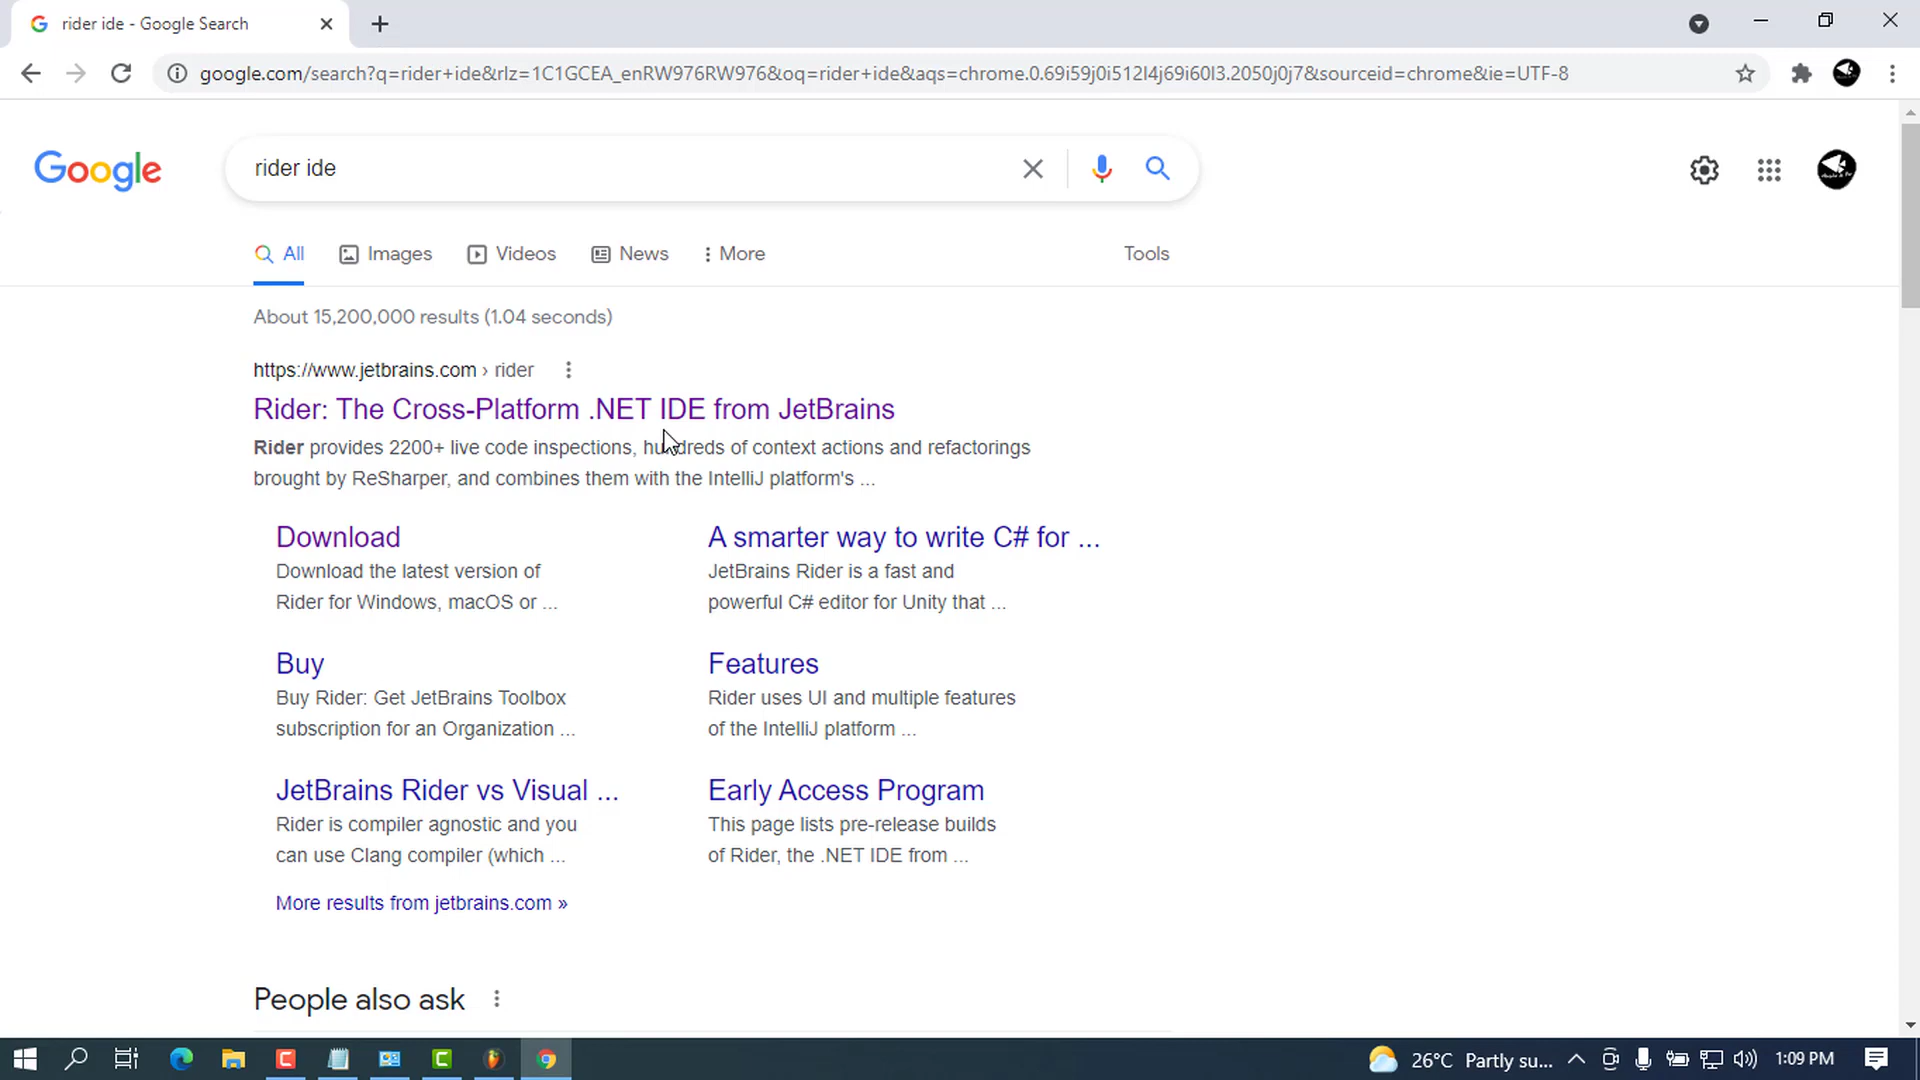 rider ide - Google Search
google.com/search?q=rider+ide&rlz=1C1GCEA_enRW976RW976&oq=rider+ide&aqs=chrome.0.69i59j0i512l4j69i60l3.2050j0j7&sourceid=chrome&ie=UTF-8
Google
rider ide
All Images Videos News More Tools
About 15,200,000 results (1.04 seconds)
https://www.jetbrains.com › rider
Rider: The Cross-Platform .NET IDE from JetBrains
Rider provides 2200+ live code inspections, hundreds of context actions and refactorings
brought by ReSharper, and combines them with the IntelliJ platform's ...
Download
Download the latest version of
Rider for Windows, macOS or ...
A smarter way to write C# for ...
JetBrains Rider is a fast and
powerful C# editor for Unity that ...
Buy
Buy Rider: Get JetBrains Toolbox
subscription for an Organization ...
Features
Rider uses UI and multiple features
of the IntelliJ platform ...
JetBrains Rider vs Visual ...
Rider is compiler agnostic and you
can use Clang compiler (which ...
Early Access Program
This page lists pre-release builds
of Rider, the .NET IDE from ...
More results from jetbrains.com »
People also ask
26°C Partly su... 1:09 PM